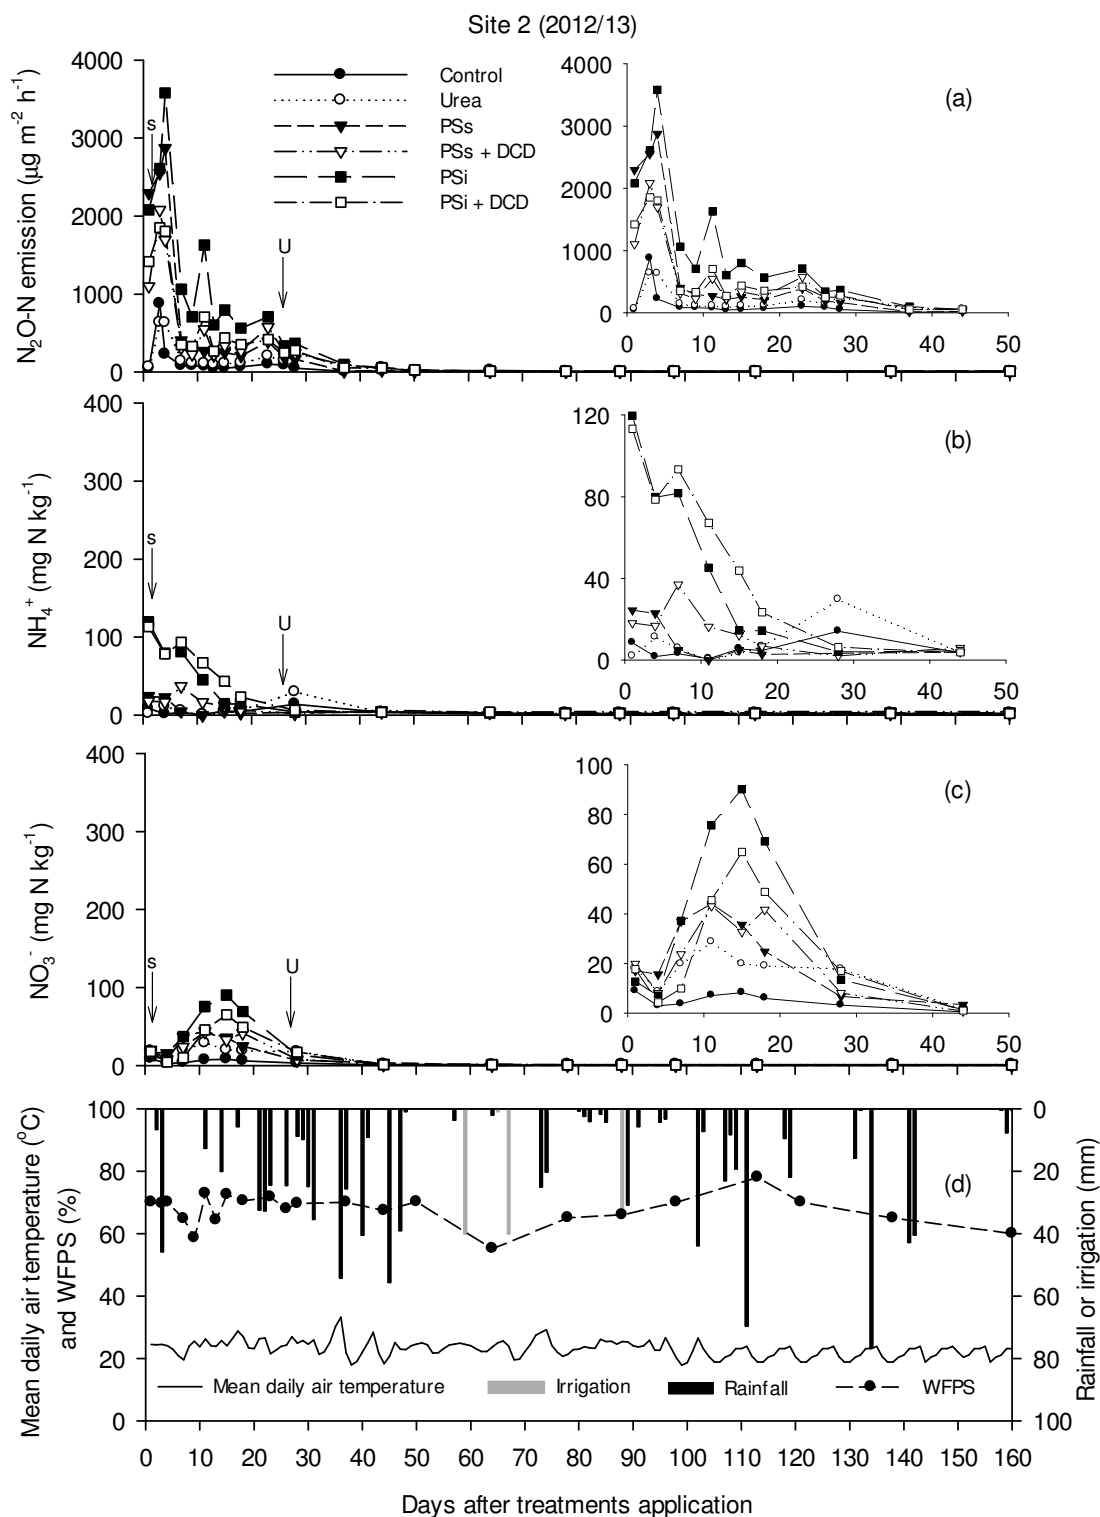 Site 2 (2012/13)
N₂O-N emission (µg m⁻² h⁻¹)
4000
3000
2000
1000
0
s
U
Control
Urea
PSs
PSs + DCD
PSi
PSi + DCD
(a)
4000
3000
2000
1000
0
0 10 20 30 40 50
NH₄⁺ (mg N kg⁻¹)
400
300
200
100
0
s
U
(b)
120
80
40
0
0 10 20 30 40 50
NO₃⁻ (mg N kg⁻¹)
400
300
200
100
0
s
U
(c)
100
80
60
40
20
0
0 10 20 30 40 50
Mean daily air temperature (°C)
and WFPS (%)
100
80
60
40
20
0
(d)
0
20
40
60
80
100
Rainfall or irrigation (mm)
Mean daily air temperature Irrigation Rainfall WFPS
0 10 20 30 40 50 60 70 80 90 100 110 120 130 140 150 160
Days after treatments application